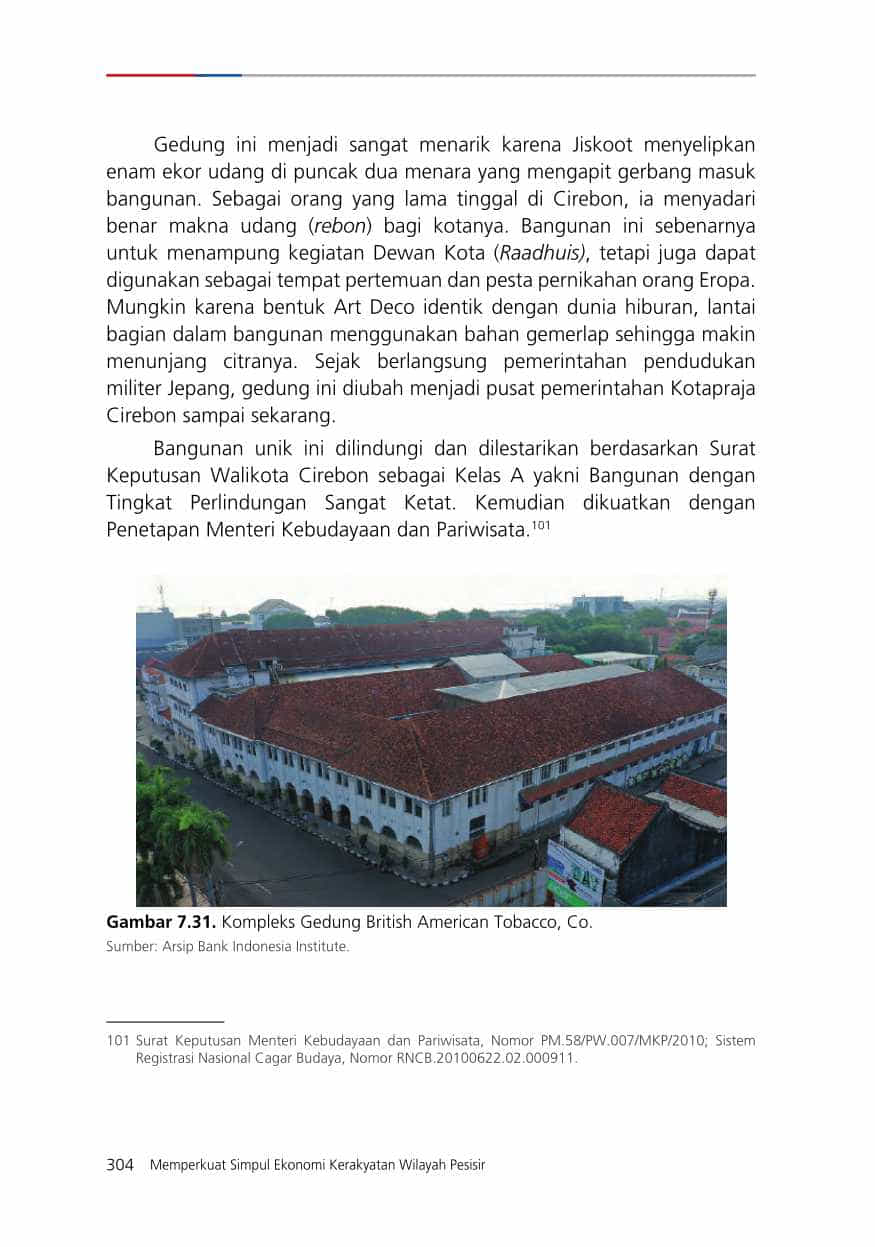 Gedung ini menjadi sangat menarik karena Jiskoot menyelipkan
enam ekor udang di puncak dua menara yang mengapit gerbang masuk
bangunan. Sebagai orang yang lama tinggal di Cirebon, ia menyadari
benar makna udang (rebon) bagi kotanya. Bangunan ini sebenarnya
untuk menampung kegiatan Dewan Kota (Raadhuis), tetapi juga dapat
digunakan sebagai tempat pertemuan dan pesta pernikahan orang Eropa.
Mungkin karena bentuk Art Deco identik dengan dunia hiburan, lantai
bagian dalam bangunan menggunakan bahan gemerlap sehingga makin
menunjang citranya. Sejak berlangsung pemerintahan pendudukan
militer Jepang, gedung ini diubah menjadi pusat pemerintahan Kotapraja
Cirebon sampai sekarang.
Bangunan unik ini dilindungi dan dilestarikan berdasarkan Surat
Keputusan Walikota Cirebon sebagai Kelas A yakni Bangunan dengan
Tingkat Perlindungan Sangat Ketat. Kemudian dikuatkan dengan
Penetapan Menteri Kebudayaan dan Pariwisata.101
Gambar 7.31. Kompleks Gedung British American Tobacco, Co.
Sumber: Arsip Bank Indonesia Institute.
101 Surat Keputusan Menteri Kebudayaan dan Pariwisata, Nomor PM.58/PW.007/MKP/2010; Sistem
Registrasi Nasional Cagar Budaya, Nomor RNCB.20100622.02.000911.
304 Memperkuat Simpul Ekonomi Kerakyatan Wilayah Pesisir